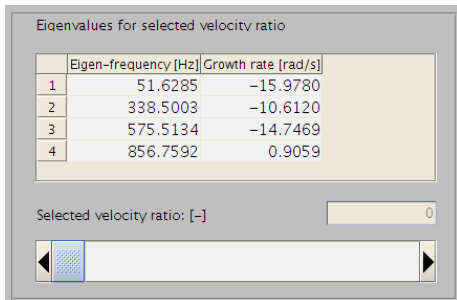 Eigenvalues for selected velocity ratio
Eigen-frequency [Hz] Growth rate [rad/s]
1 51.6285 -15.9780
2 338.5003 -10.6120
3 575.5134 -14.7469
4 856.7592 0.9059
Selected velocity ratio: [-] 0